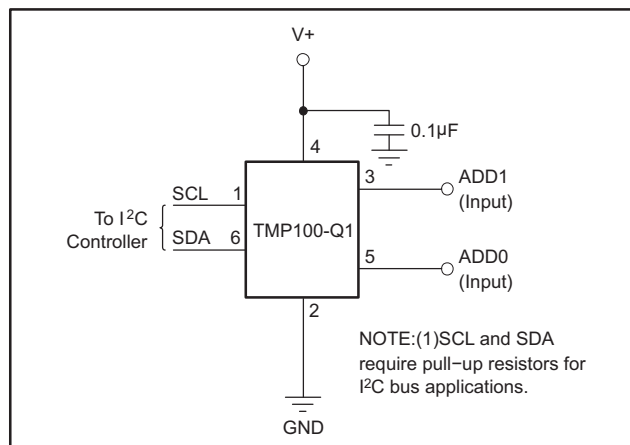 V+
0.1µF
4
SCL 1
3 ADD1
(Input)
To I²C
Controller
TMP100-Q1
SDA 6
5 ADD0
(Input)
2
NOTE:(1)SCL and SDA
require pull−up resistors for
I²C bus applications.
GND